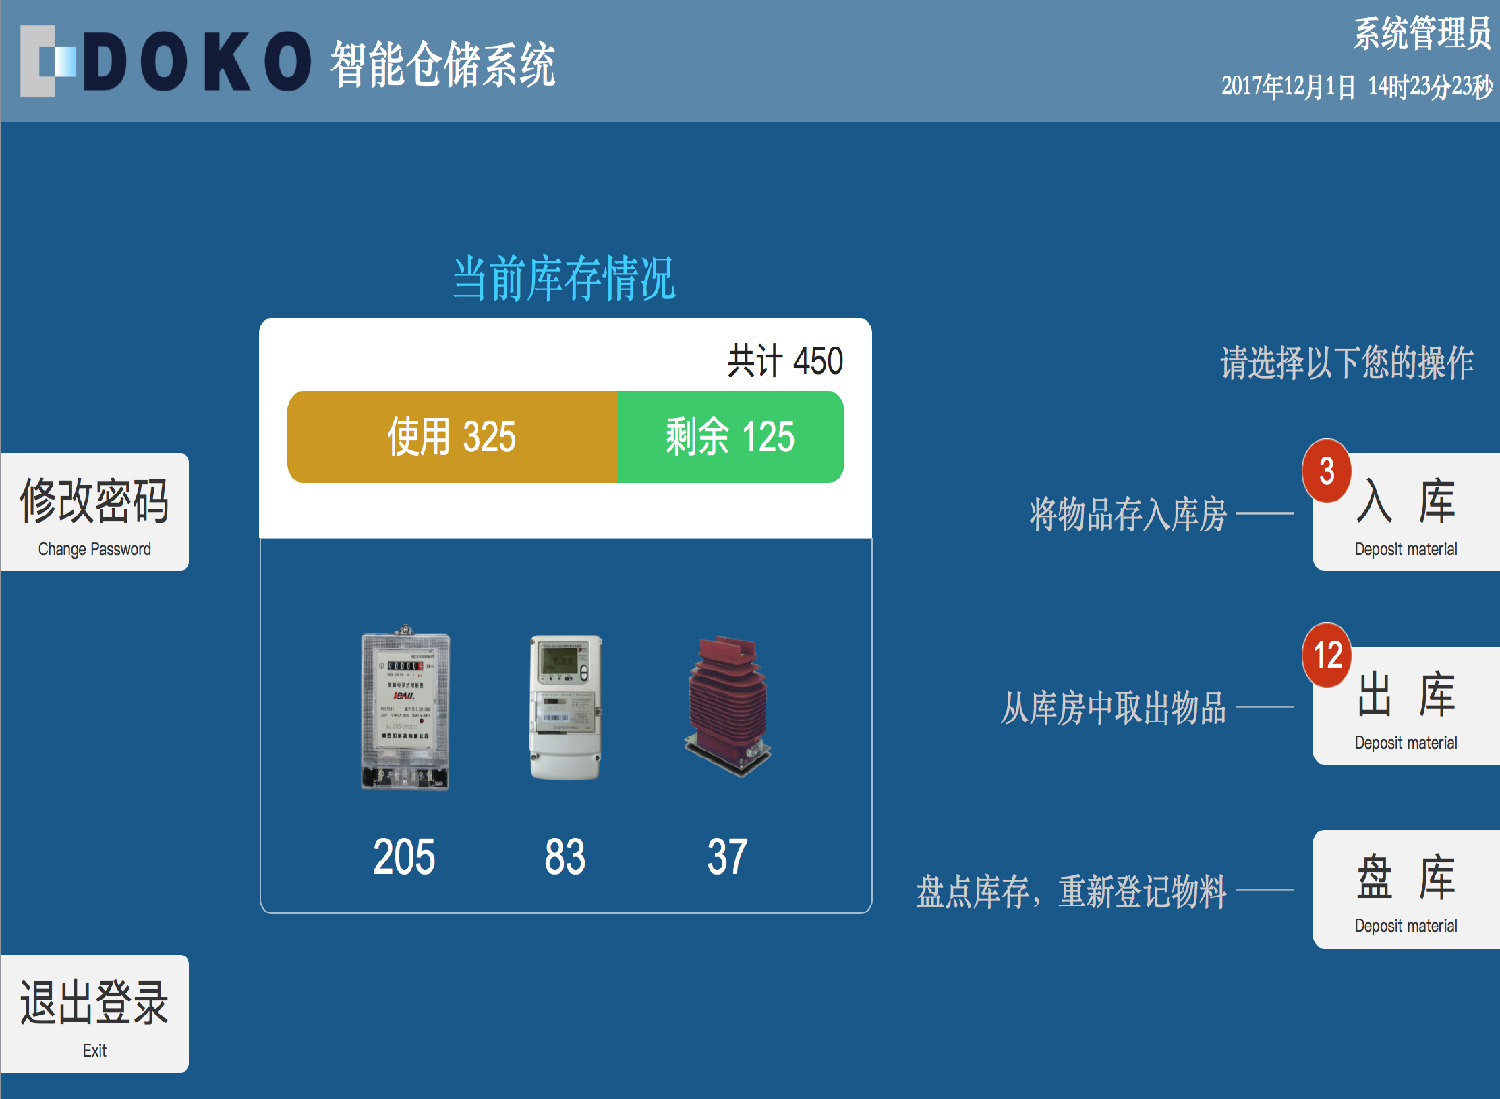 DOKO 智能仓储系统
系统管理员
2017年12月1日 14时23分23秒
当前库存情况
共计 450
使用 325
剩余 125
205
83
37
修改密码
Change Password
退出登录
Exit
请选择以下您的操作
将物品存入库房
3
入 库
Deposit material
从库房中取出物品
12
出 库
Deposit material
盘点库存，重新登记物料
盘 库
Deposit material